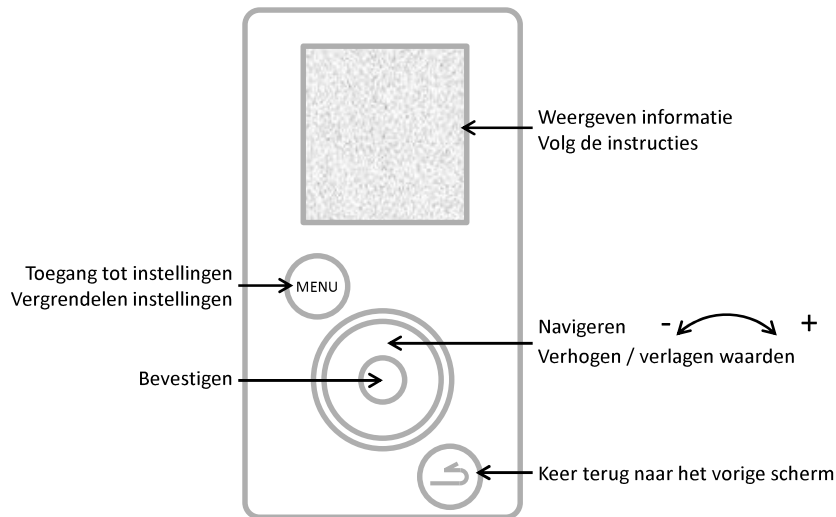 Weergeven informatie
Volg de instructies
Toegang tot instellingen
Vergrendelen instellingen
MENU
Navigeren - +
Verhogen / verlagen waarden
Bevestigen
Keer terug naar het vorige scherm